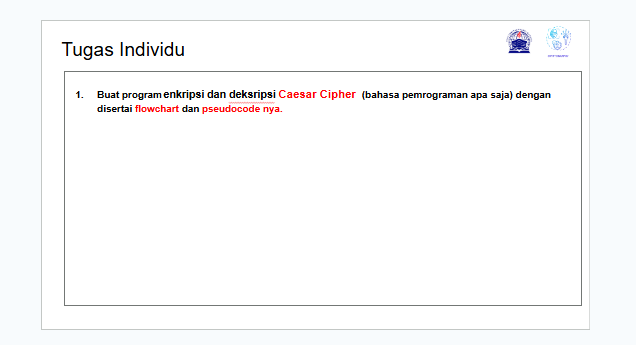 Tugas Individu
1. Buat program enkripsi dan deksripsi Caesar Cipher (bahasa pemrograman apa saja) dengan
disertai flowchart dan pseudocode nya.